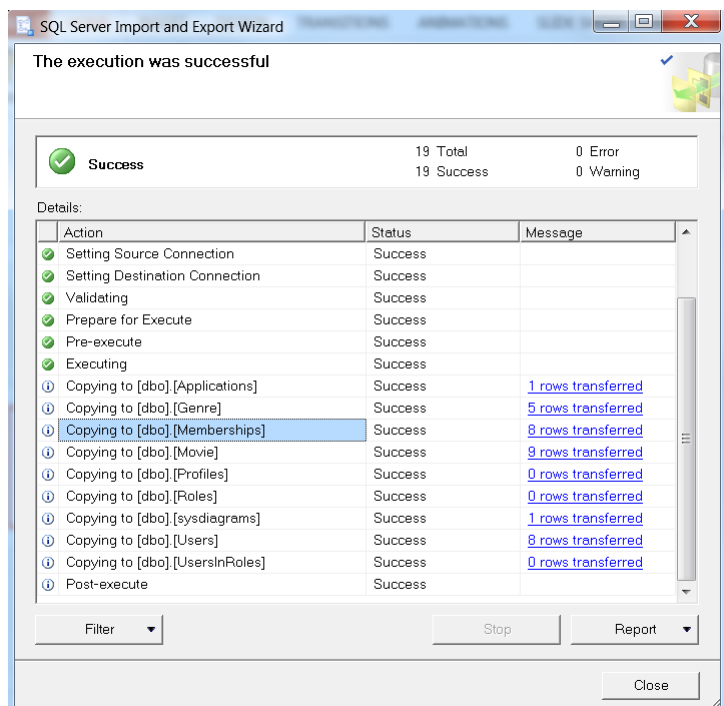 SQL Server Import and Export Wizard
TRANSITIONS ANIMATIONS
The execution was successful
Success
19 Total 0 Error
19 Success 0 Warning
Details:
Action Status Message
Setting Source Connection Success
Setting Destination Connection Success
Validating Success
Prepare for Execute Success
Pre-execute Success
Executing Success
Copying to [dbo].[Applications] Success 1 rows transferred
Copying to [dbo].[Genre] Success 5 rows transferred
Copying to [dbo].[Memberships] Success 8 rows transferred
Copying to [dbo].[Movie] Success 9 rows transferred
Copying to [dbo].[Profiles] Success 0 rows transferred
Copying to [dbo].[Roles] Success 0 rows transferred
Copying to [dbo].[sysdiagrams] Success 1 rows transferred
Copying to [dbo].[Users] Success 8 rows transferred
Copying to [dbo].[UsersInRoles] Success 0 rows transferred
Post-execute Success
Filter Stop Report
Close